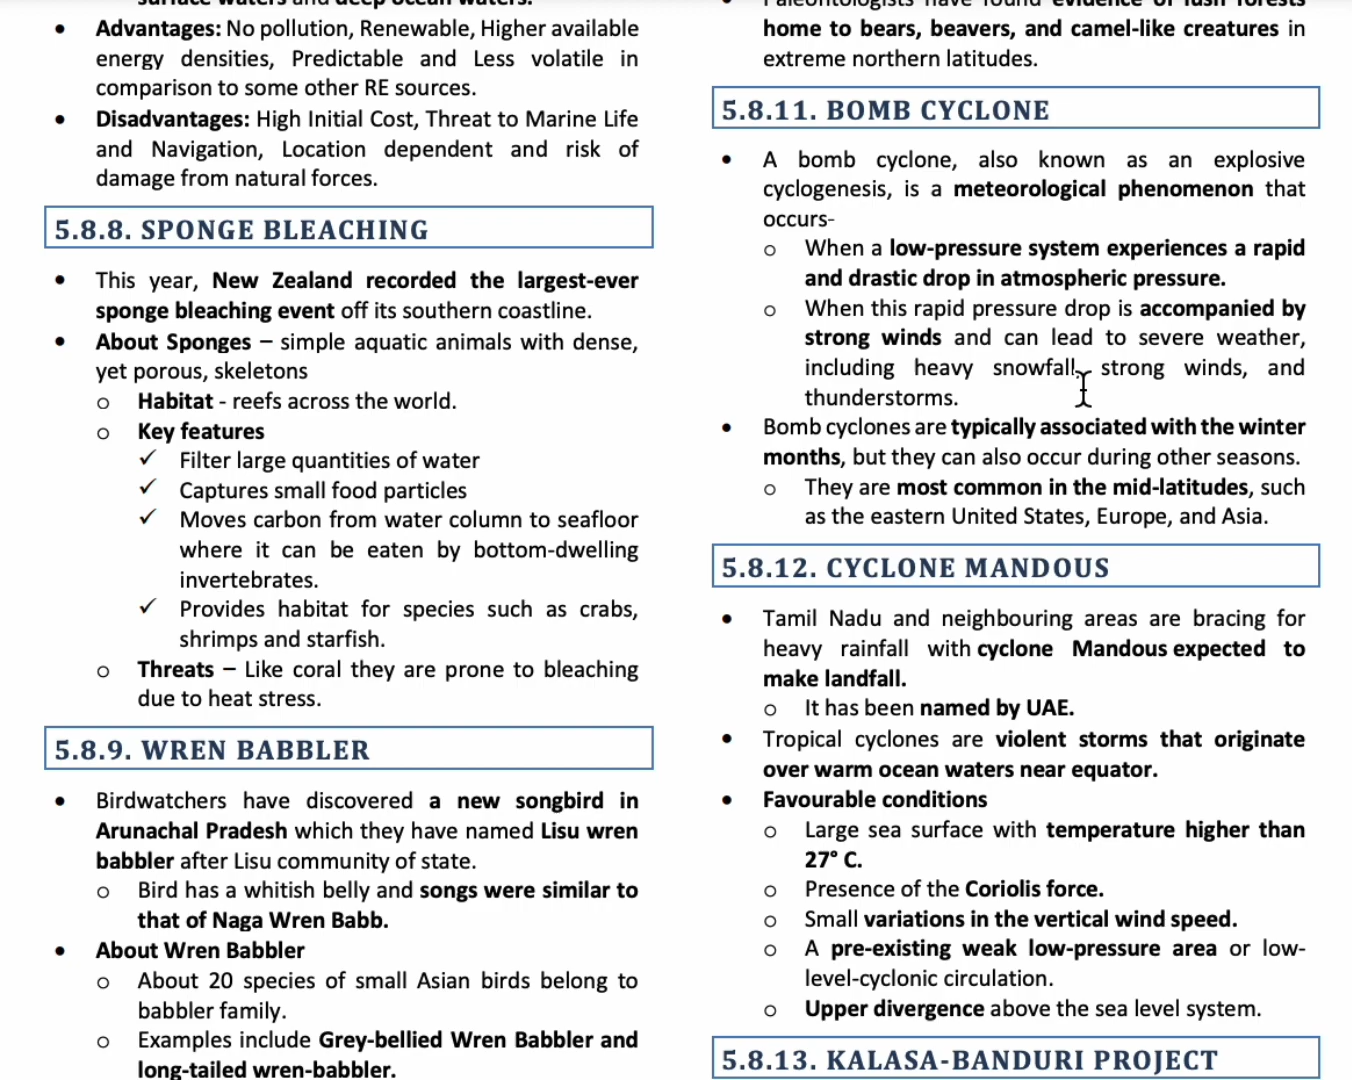 surface waters and deep ocean waters.
• Advantages: No pollution, Renewable, Higher available
energy densities, Predictable and Less volatile in
comparison to some other RE sources.
• Disadvantages: High Initial Cost, Threat to Marine Life
and Navigation, Location dependent and risk of
damage from natural forces.
5.8.8. SPONGE BLEACHING
• This year, New Zealand recorded the largest-ever
sponge bleaching event off its southern coastline.
• About Sponges – simple aquatic animals with dense,
yet porous, skeletons
o Habitat - reefs across the world.
o Key features
✓ Filter large quantities of water
✓ Captures small food particles
✓ Moves carbon from water column to seafloor
where it can be eaten by bottom-dwelling
invertebrates.
✓ Provides habitat for species such as crabs,
shrimps and starfish.
o Threats – Like coral they are prone to bleaching
due to heat stress.
5.8.9. WREN BABBLER
• Birdwatchers have discovered a new songbird in
Arunachal Pradesh which they have named Lisu wren
babbler after Lisu community of state.
o Bird has a whitish belly and songs were similar to
that of Naga Wren Babb.
• About Wren Babbler
o About 20 species of small Asian birds belong to
babbler family.
o Examples include Grey-bellied Wren Babbler and
long-tailed wren-babbler.
• Paleontologists have found evidence of lush forests
home to bears, beavers, and camel-like creatures in
extreme northern latitudes.
5.8.11. BOMB CYCLONE
• A bomb cyclone, also known as an explosive
cyclogenesis, is a meteorological phenomenon that
occurs-
o When a low-pressure system experiences a rapid
and drastic drop in atmospheric pressure.
o When this rapid pressure drop is accompanied by
strong winds and can lead to severe weather,
including heavy snowfall, strong winds, and
thunderstorms.
• Bomb cyclones are typically associated with the winter
months, but they can also occur during other seasons.
o They are most common in the mid-latitudes, such
as the eastern United States, Europe, and Asia.
5.8.12. CYCLONE MANDOUS
• Tamil Nadu and neighbouring areas are bracing for
heavy rainfall with cyclone Mandous expected to
make landfall.
o It has been named by UAE.
• Tropical cyclones are violent storms that originate
over warm ocean waters near equator.
• Favourable conditions
o Large sea surface with temperature higher than
27° C.
o Presence of the Coriolis force.
o Small variations in the vertical wind speed.
o A pre-existing weak low-pressure area or low-
level-cyclonic circulation.
o Upper divergence above the sea level system.
5.8.13. KALASA-BANDURI PROJECT